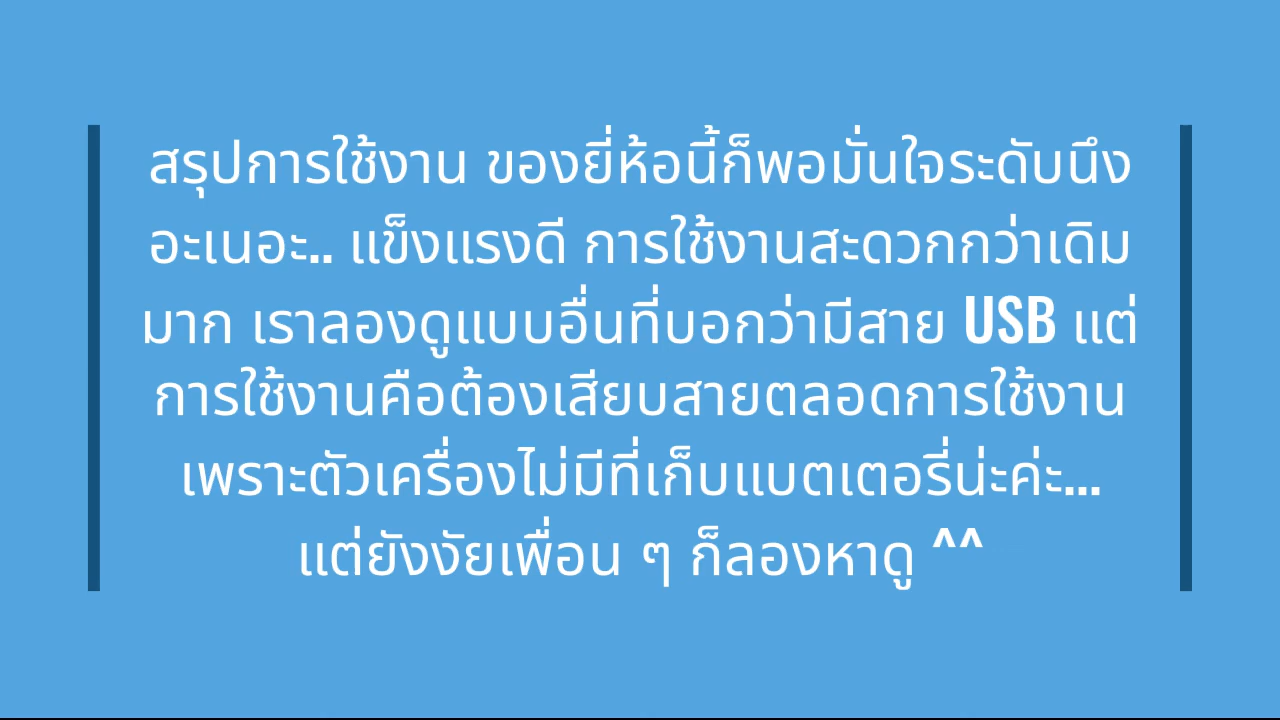 สรุปการใช้งาน ของยี่ห้อนี้ก็พอมั่นใจระดับนึง
อะเนอะ.. แข็งแรงดี การใช้งานสะดวกกว่าเดิม
มาก เราลองดูแบบอื่นที่บอกว่ามีสาย USB แต่
การใช้งานคือต้องเสียบสายตลอดการใช้งาน
เพราะตัวเครื่องไม่มีที่เก็บแบตเตอรี่น่ะค่ะ...
แต่ยังงัยเพื่อน ๆ ก็ลองหาดู ^^